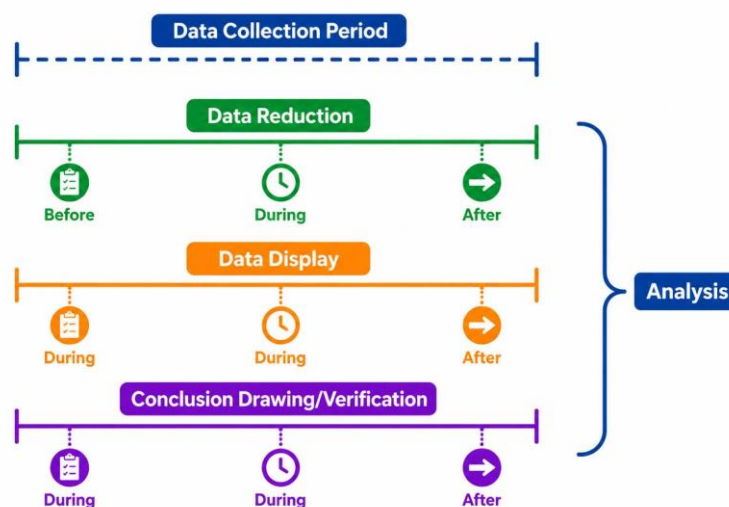 Data Collection Period
Data Reduction
Before During After
Data Display
During During After
Analysis
Conclusion Drawing/Verification
During During After